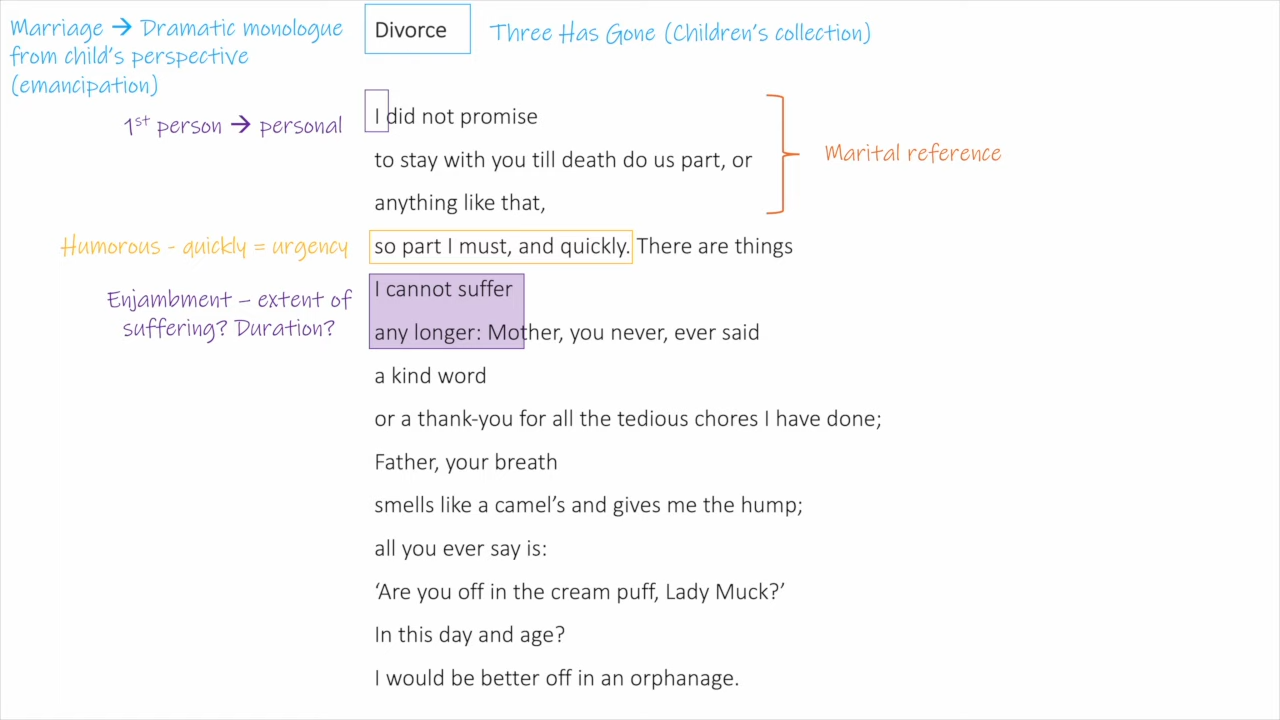 Marriage → Dramatic monologue
from child's perspective
(emancipation)
Divorce
Three Has Gone (Children's collection)
1st person → personal
I did not promise
to stay with you till death do us part, or
anything like that,
Marital reference
Humorous - quickly = urgency
so part I must, and quickly. There are things
Enjambment – extent of
suffering? Duration?
I cannot suffer
any longer: Mother, you never, ever said
a kind word
or a thank-you for all the tedious chores I have done;
Father, your breath
smells like a camel’s and gives me the hump;
all you ever say is:
‘Are you off in the cream puff, Lady Muck?’
In this day and age?
I would be better off in an orphanage.